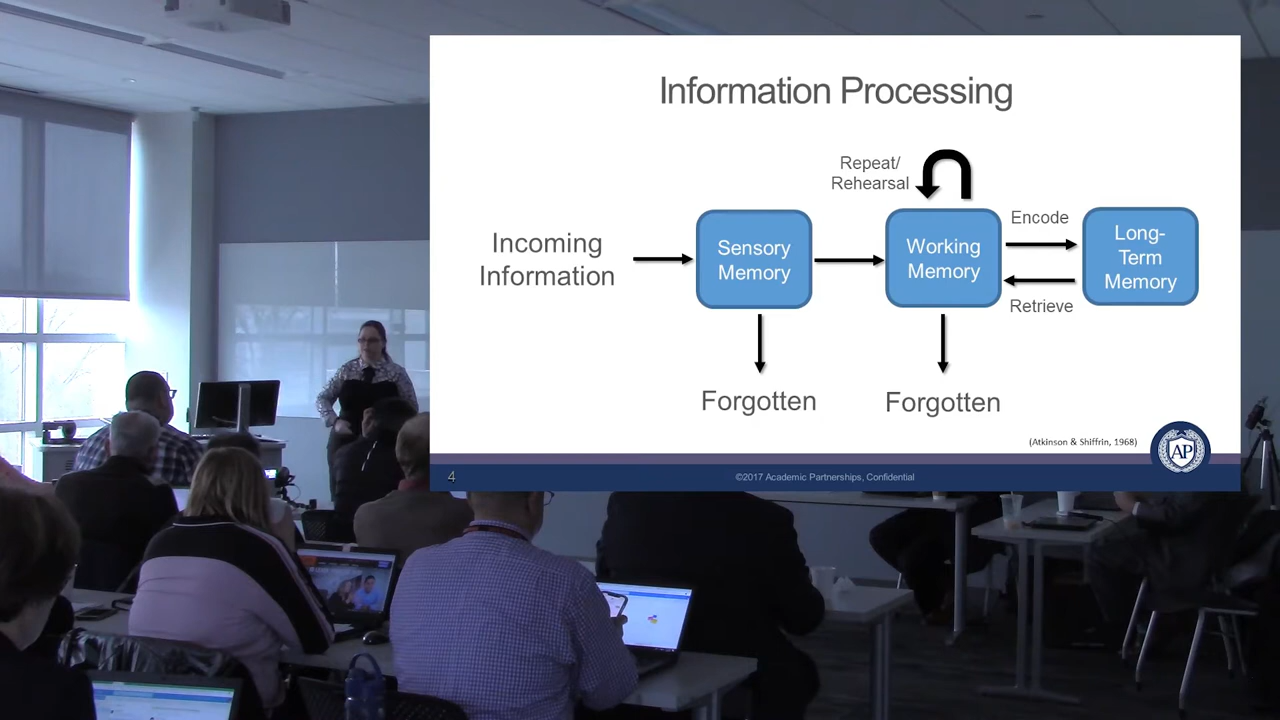 Information Processing
Repeat/
Rehearsal
Encode
Incoming
Information
Sensory
Memory
Working
Memory
Long-
Term
Memory
Retrieve
Forgotten
Forgotten
(Atkinson & Shiffrin, 1968)
AP
4
©2017 Academic Partnerships, Confidential